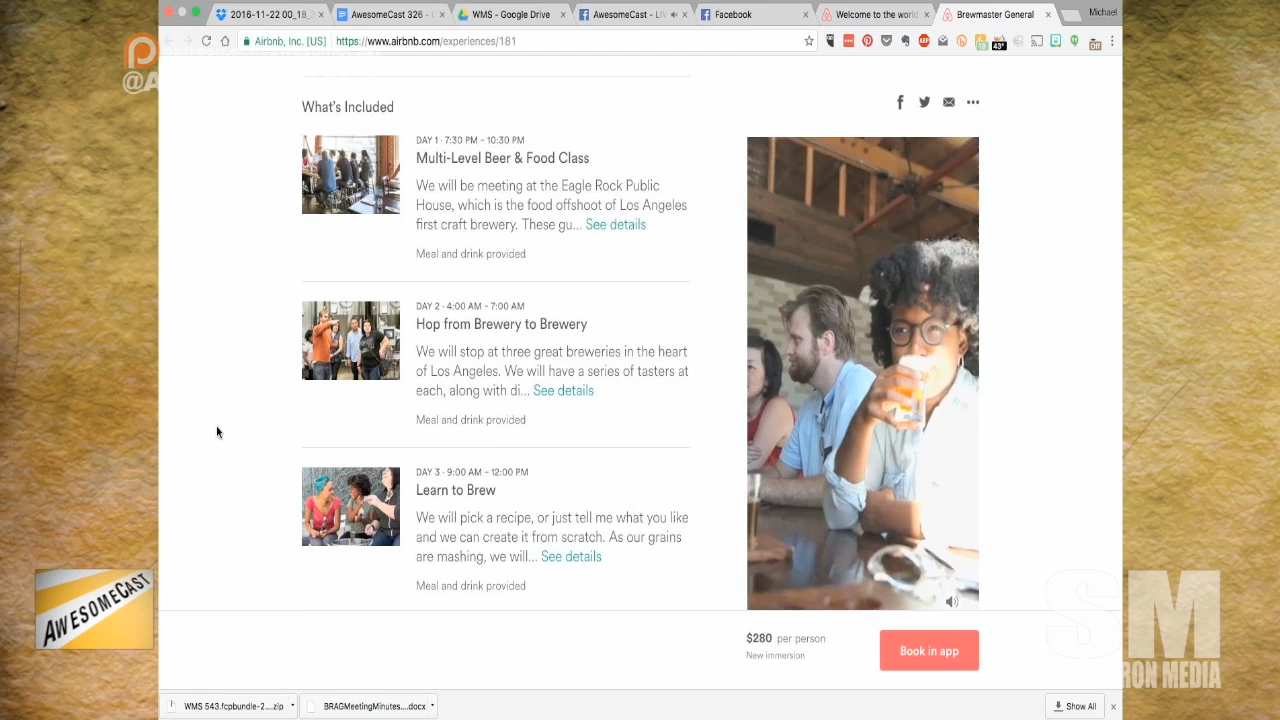 2016-11-22 00_18_
AwesomeCast 326 -
WMS - Google Drive
AwesomeCast - LIV
Facebook
Welcome to the world
Brewmaster General
Michael
Airbnb, Inc. [US]
https://www.airbnb.com/experiences/181
ABP
43°
Off
@A
What's Included
DAY 1 · 7:30 PM – 10:30 PM
Multi-Level Beer & Food Class
We will be meeting at the Eagle Rock Public
House, which is the food offshoot of Los Angeles
first craft brewery. These gu... See details
Meal and drink provided
DAY 2 · 4:00 AM – 7:00 AM
Hop from Brewery to Brewery
We will stop at three great breweries in the heart
of Los Angeles. We will have a series of tasters at
each, along with di... See details
Meal and drink provided
DAY 3 · 9:00 AM – 12:00 PM
Learn to Brew
We will pick a recipe, or just tell me what you like
and we can create it from scratch. As our grains
are mashing, we will... See details
Meal and drink provided
$280 per person
New immersion
Book in app
AWESOMECAST
SM
RON MEDIA
WMS 543.fcpbundle-2....zip
BRAGMeetingMinutes....docx
Show All